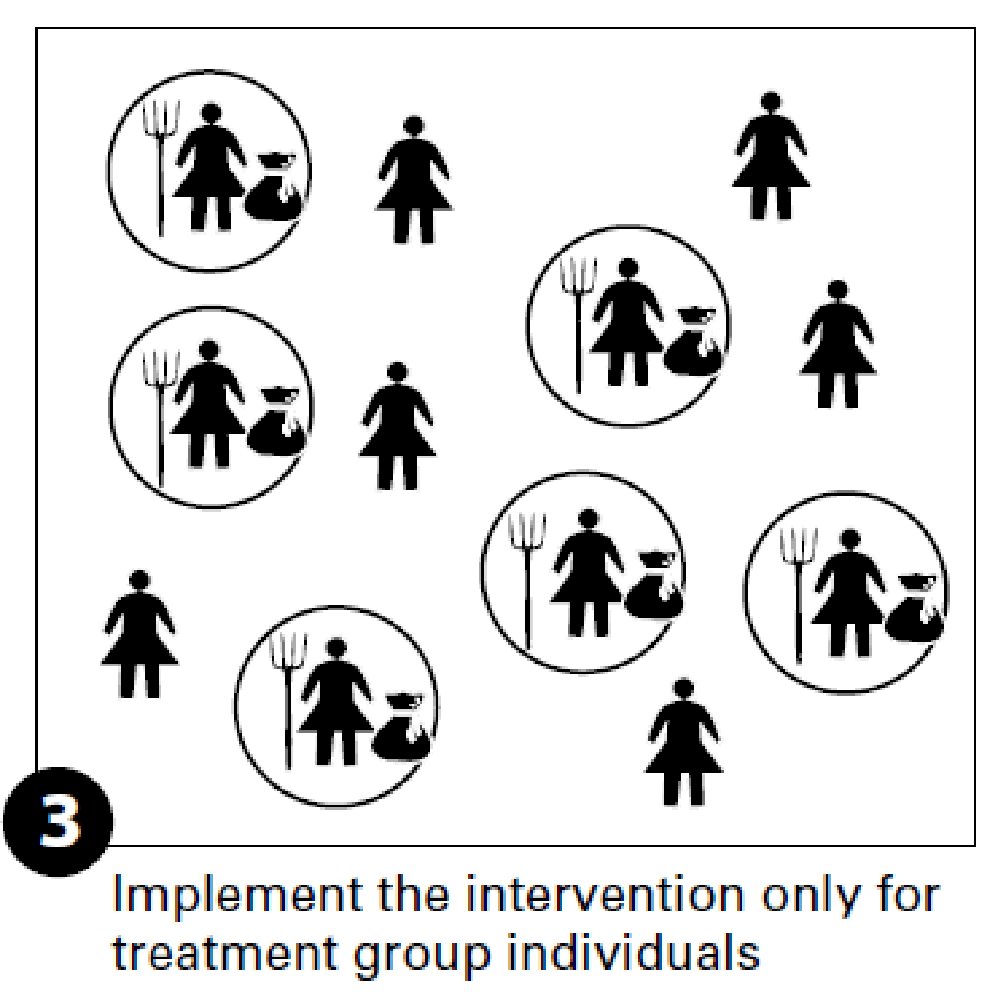 3
Implement the intervention only for
treatment group individuals